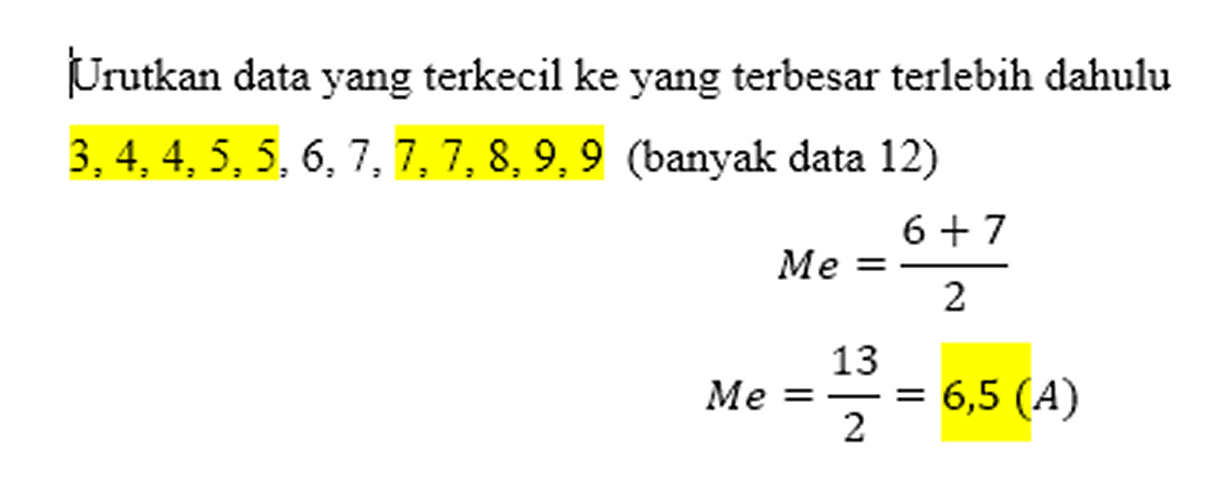 Urutkan data yang terkecil ke yang terbesar terlebih dahulu
3, 4, 4, 5, 5, 6, 7, 7, 7, 8, 9, 9 (banyak data 12)
Me = \frac{6 + 7}{2}
Me = \frac{13}{2} = 6,5 (A)